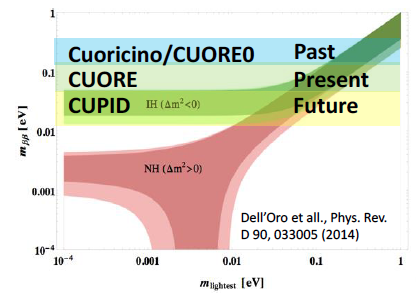 1
Cuoricino/CUORE0 Past
0.1
CUORE Present
CUPID IH (Δm²<0) Future
0.01
NH (Δm²>0)
0.001
Dell'Oro et all., Phys. Rev.
D 90, 033005 (2014)
10⁻⁴
10⁻⁴ 0.001 0.01 0.1 1
m_ββ [eV]
m_lightest [eV]